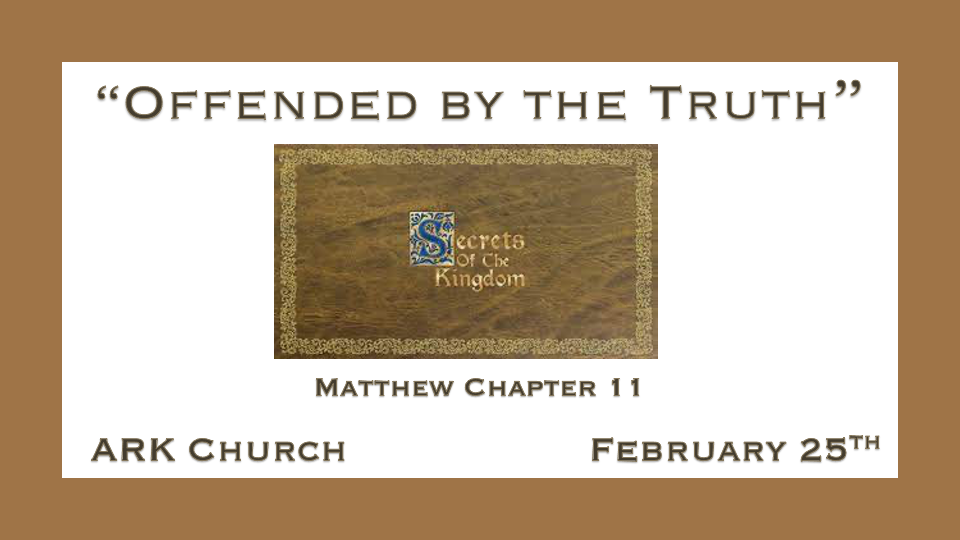 “Offended by the Truth”
Secrets
Of The
Kingdom
Matthew Chapter 11
ARK Church
February 25th